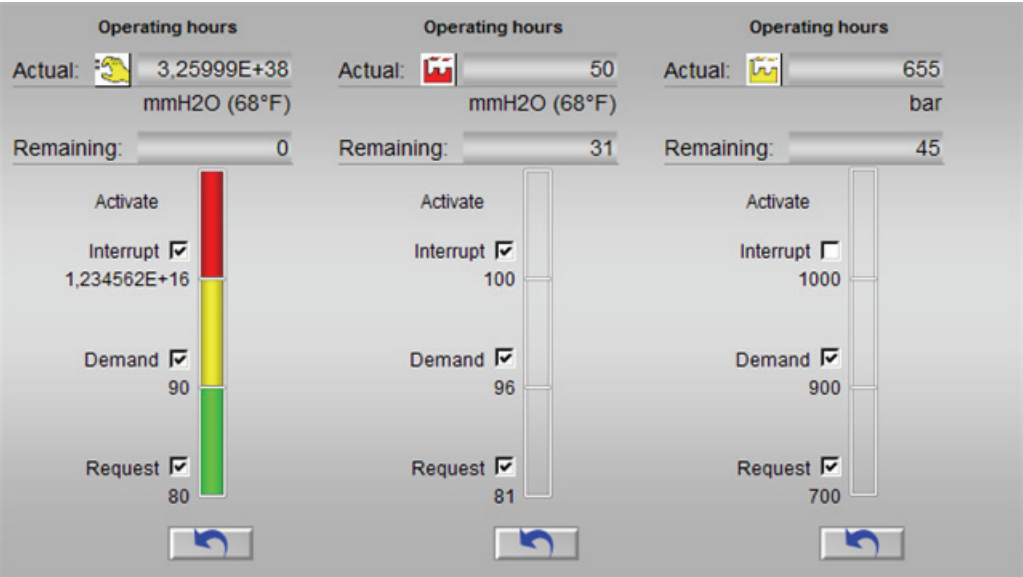 Operating hours
Actual: 3,25999E+38
mmH2O (68°F)
Remaining: 0
Activate
Interrupt
1,234562E+16
Demand
90
Request
80
Operating hours
Actual: 50
mmH2O (68°F)
Remaining: 31
Activate
Interrupt
100
Demand
96
Request
81
Operating hours
Actual: 655
bar
Remaining: 45
Activate
Interrupt
1000
Demand
900
Request
700